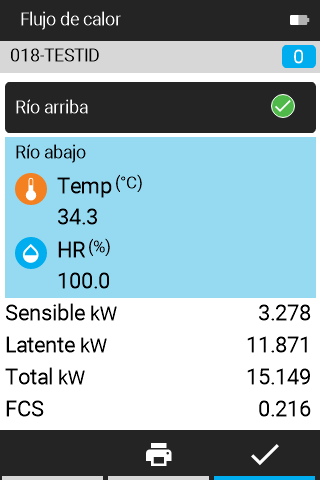 Flujo de calor
018-TESTID
0
Río arriba
Río abajo
Temp (°C)
34.3
HR (%)
100.0
Sensible kW 3.278
Latente kW 11.871
Total kW 15.149
FCS 0.216